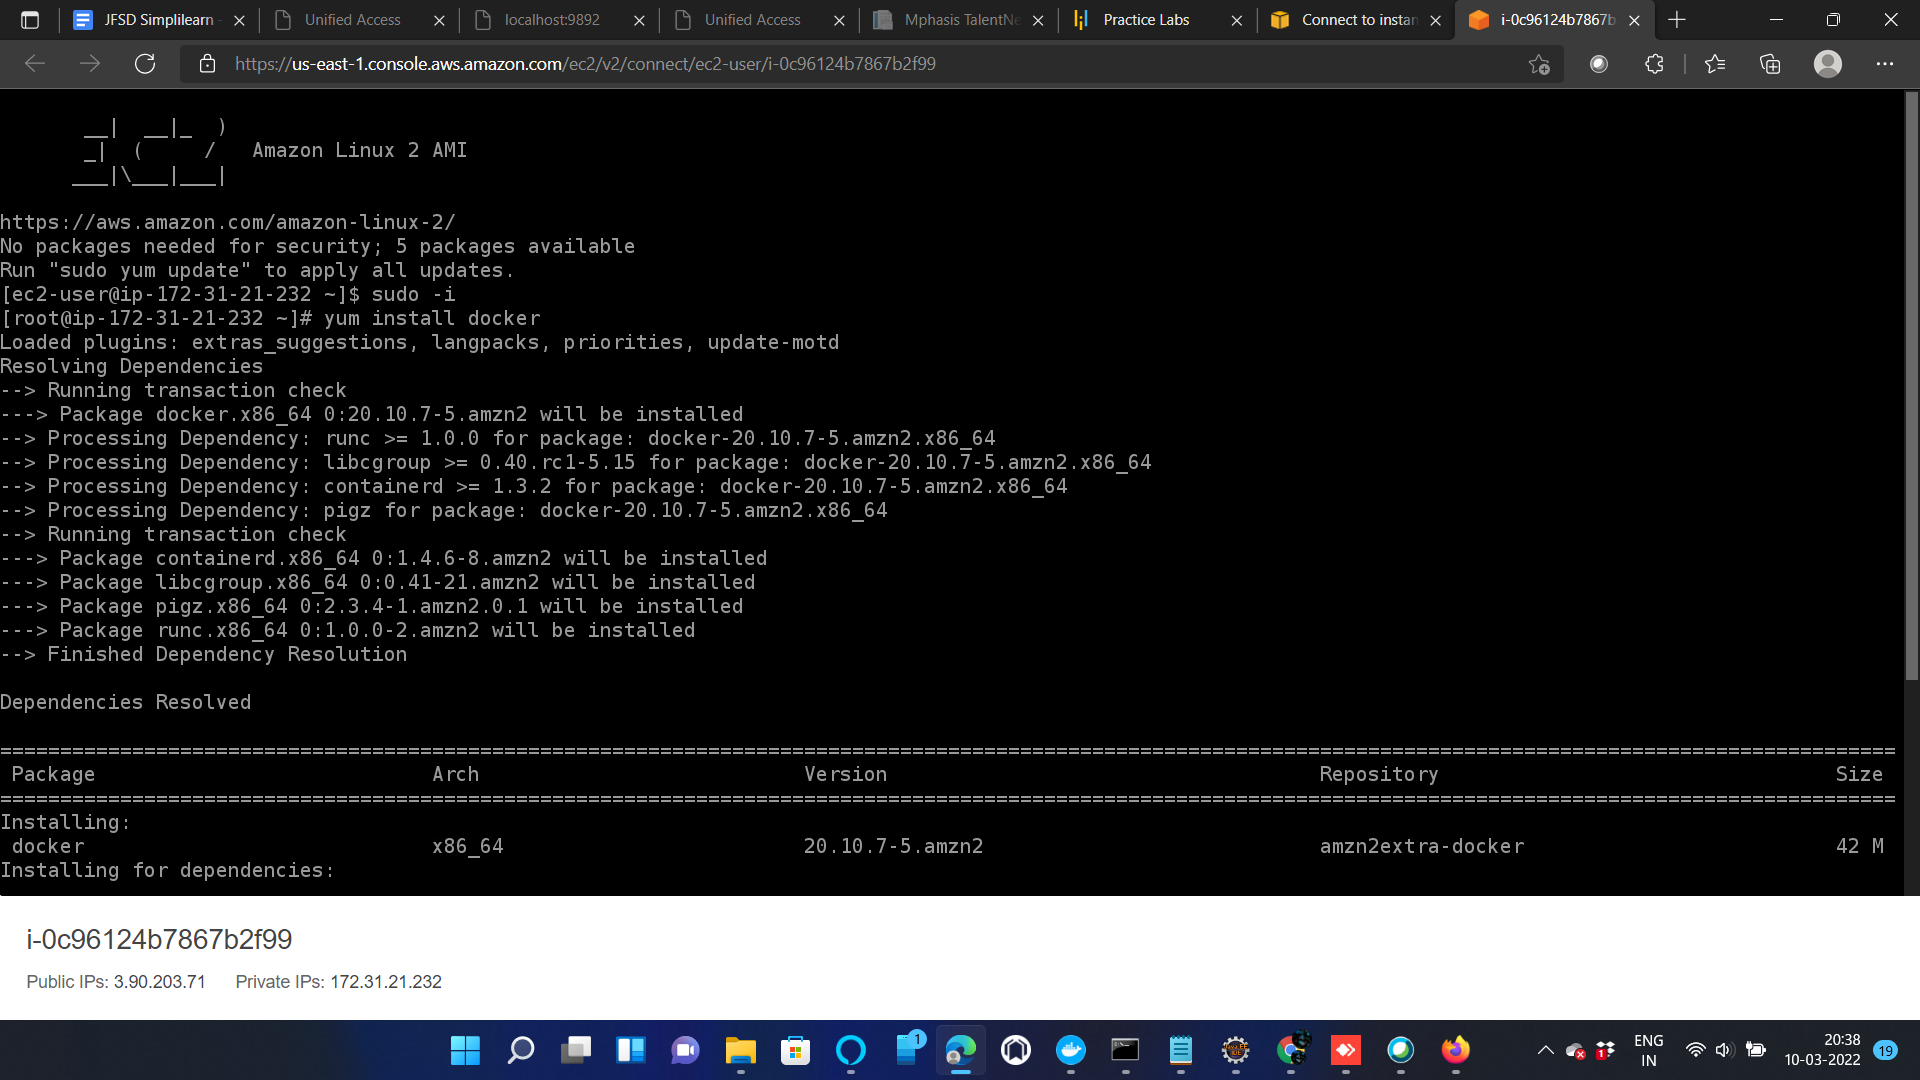 JFSD Simplilearn
Unified Access
localhost:9892
Unified Access
Mphasis TalentNe
Practice Labs
Connect to instan
i-0c96124b7867b
https://us-east-1.console.aws.amazon.com/ec2/v2/connect/ec2-user/i-0c96124b7867b2f99
__|  __|_  )
_|  (     /   Amazon Linux 2 AMI
___|\___|___|
https://aws.amazon.com/amazon-linux-2/
No packages needed for security; 5 packages available
Run "sudo yum update" to apply all updates.
[ec2-user@ip-172-31-21-232 ~]$ sudo -i
[root@ip-172-31-21-232 ~]# yum install docker
Loaded plugins: extras_suggestions, langpacks, priorities, update-motd
Resolving Dependencies
--> Running transaction check
---> Package docker.x86_64 0:20.10.7-5.amzn2 will be installed
--> Processing Dependency: runc >= 1.0.0 for package: docker-20.10.7-5.amzn2.x86_64
--> Processing Dependency: libcgroup >= 0.40.rc1-5.15 for package: docker-20.10.7-5.amzn2.x86_64
--> Processing Dependency: containerd >= 1.3.2 for package: docker-20.10.7-5.amzn2.x86_64
--> Processing Dependency: pigz for package: docker-20.10.7-5.amzn2.x86_64
--> Running transaction check
---> Package containerd.x86_64 0:1.4.6-8.amzn2 will be installed
---> Package libcgroup.x86_64 0:0.41-21.amzn2 will be installed
---> Package pigz.x86_64 0:2.3.4-1.amzn2.0.1 will be installed
---> Package runc.x86_64 0:1.0.0-2.amzn2 will be installed
--> Finished Dependency Resolution
Dependencies Resolved
Package Arch Version Repository Size
Installing:
docker x86_64 20.10.7-5.amzn2 amzn2extra-docker 42 M
Installing for dependencies:
i-0c96124b7867b2f99
Public IPs: 3.90.203.71 Private IPs: 172.31.21.232
1
1
ENG
IN
20:38
10-03-2022
19